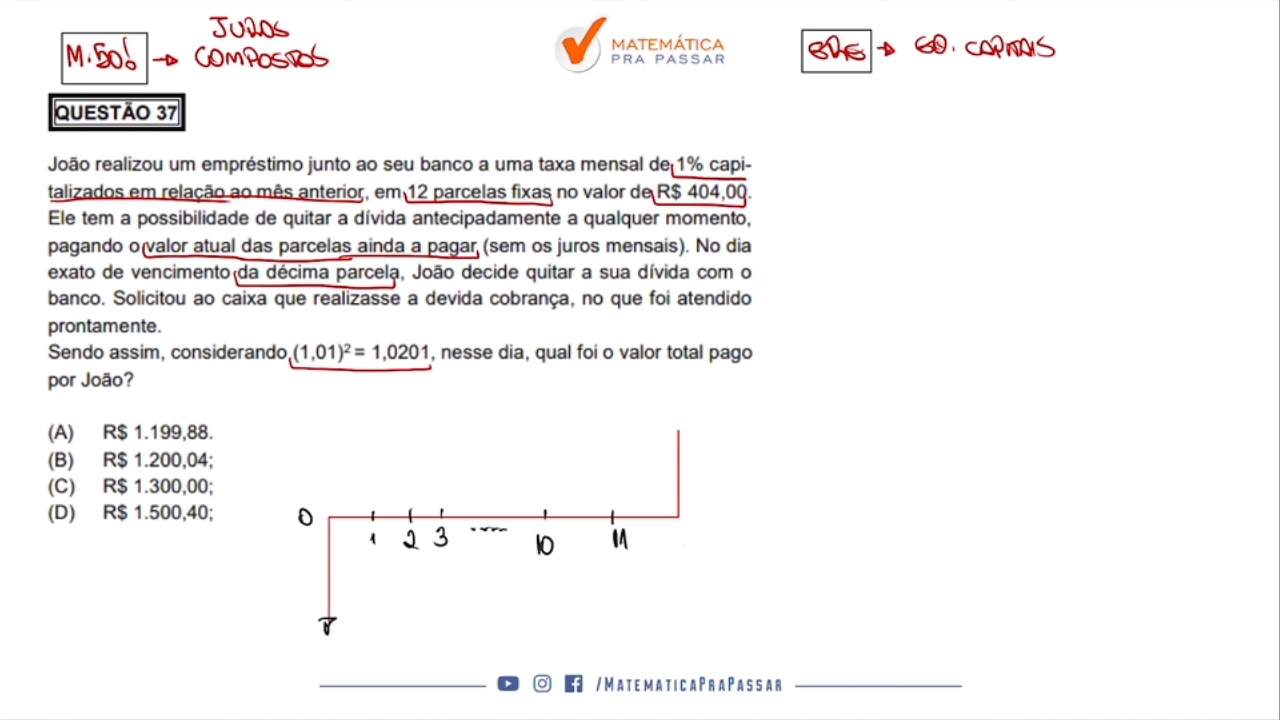 M.50! → JUROS
COMPOSTOS
MATEMÁTICA
PRA PASSAR
→ EQ. CAPITAIS
QUESTÃO 37
João realizou um empréstimo junto ao seu banco a uma taxa mensal de 1% capi-
talizados em relação ao mês anterior, em 12 parcelas fixas no valor de R$ 404,00.
Ele tem a possibilidade de quitar a dívida antecipadamente a qualquer momento,
pagando o valor atual das parcelas ainda a pagar (sem os juros mensais). No dia
exato de vencimento da décima parcela, João decide quitar a sua dívida com o
banco. Solicitou ao caixa que realizasse a devida cobrança, no que foi atendido
prontamente.
Sendo assim, considerando (1,01)² = 1,0201, nesse dia, qual foi o valor total pago
por João?
(A) R$ 1.199,88.
(B) R$ 1.200,04;
(C) R$ 1.300,00;
(D) R$ 1.500,40;
0
1 2 3 ..... 10 11
/MATEMATICAPRAPASSAR